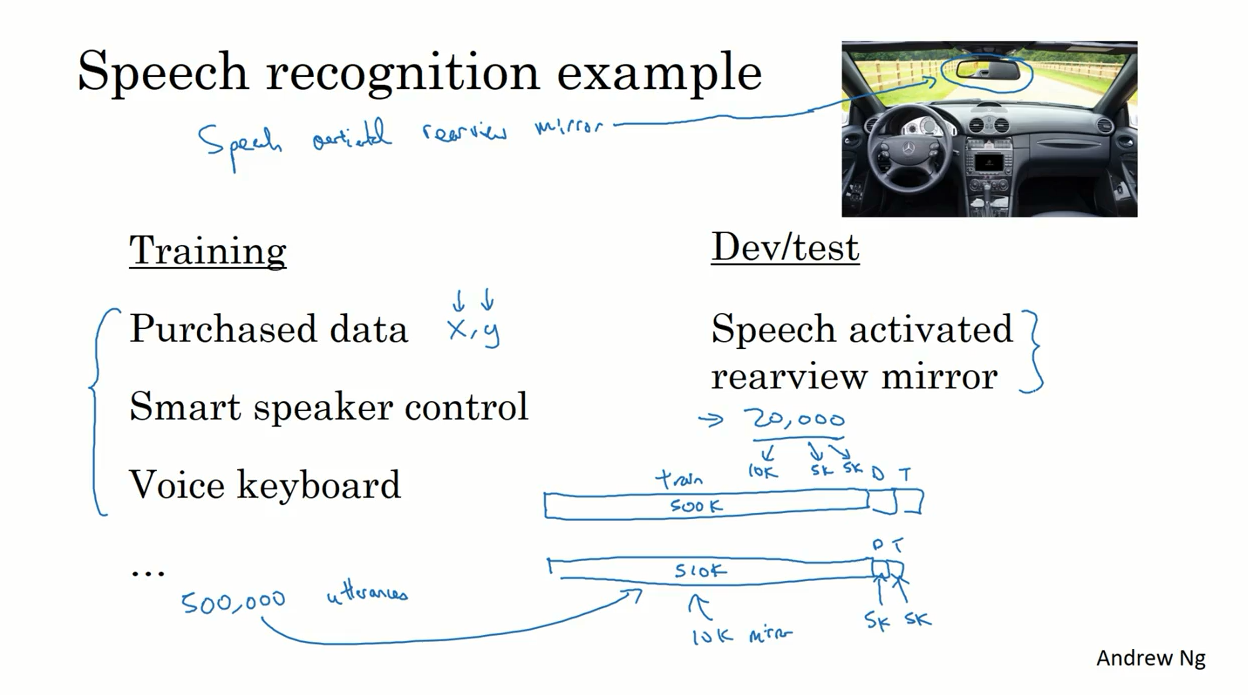 Speech recognition example
Speech activated rearview mirror
Training
Purchased data x, y
Smart speaker control
Voice keyboard
...
500,000 utterances
Dev/test
Speech activated
rearview mirror
20,000
10K 5K 5K
train D T
500K
D T
510K
10K mirror
5K 5K
Andrew Ng